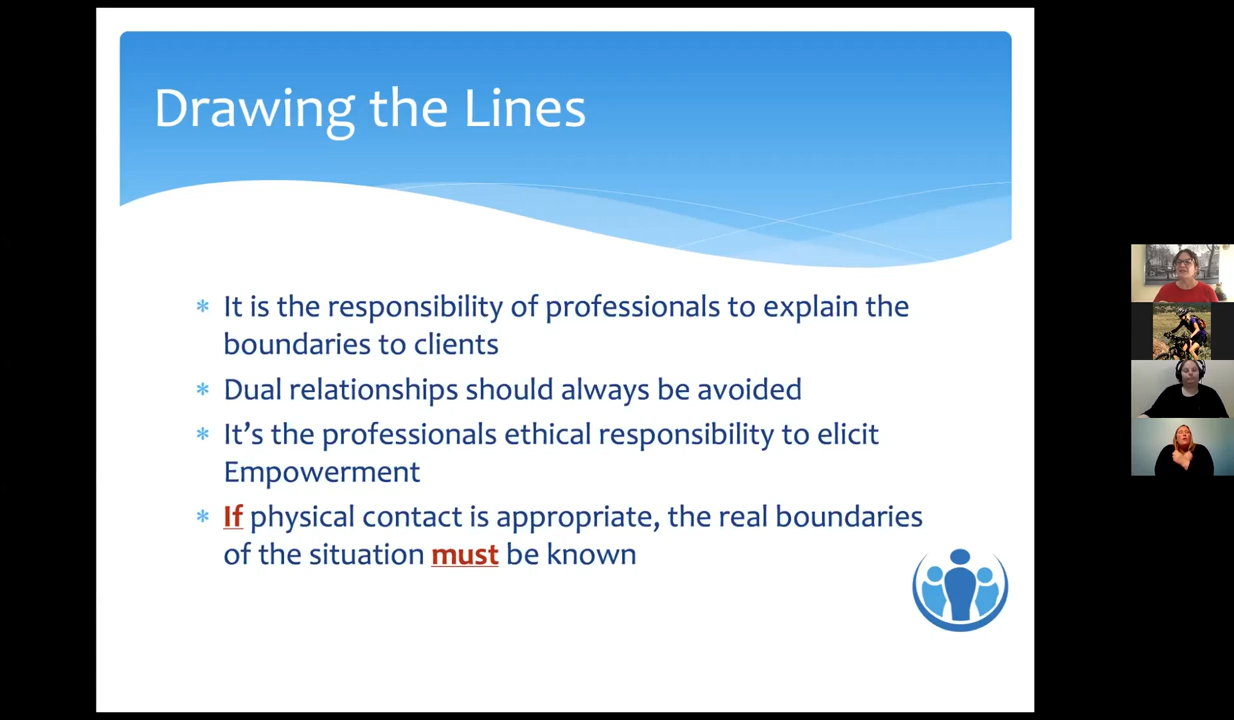 Drawing the Lines
* It is the responsibility of professionals to explain the
boundaries to clients
* Dual relationships should always be avoided
* It’s the professionals ethical responsibility to elicit
Empowerment
* If physical contact is appropriate, the real boundaries
of the situation must be known